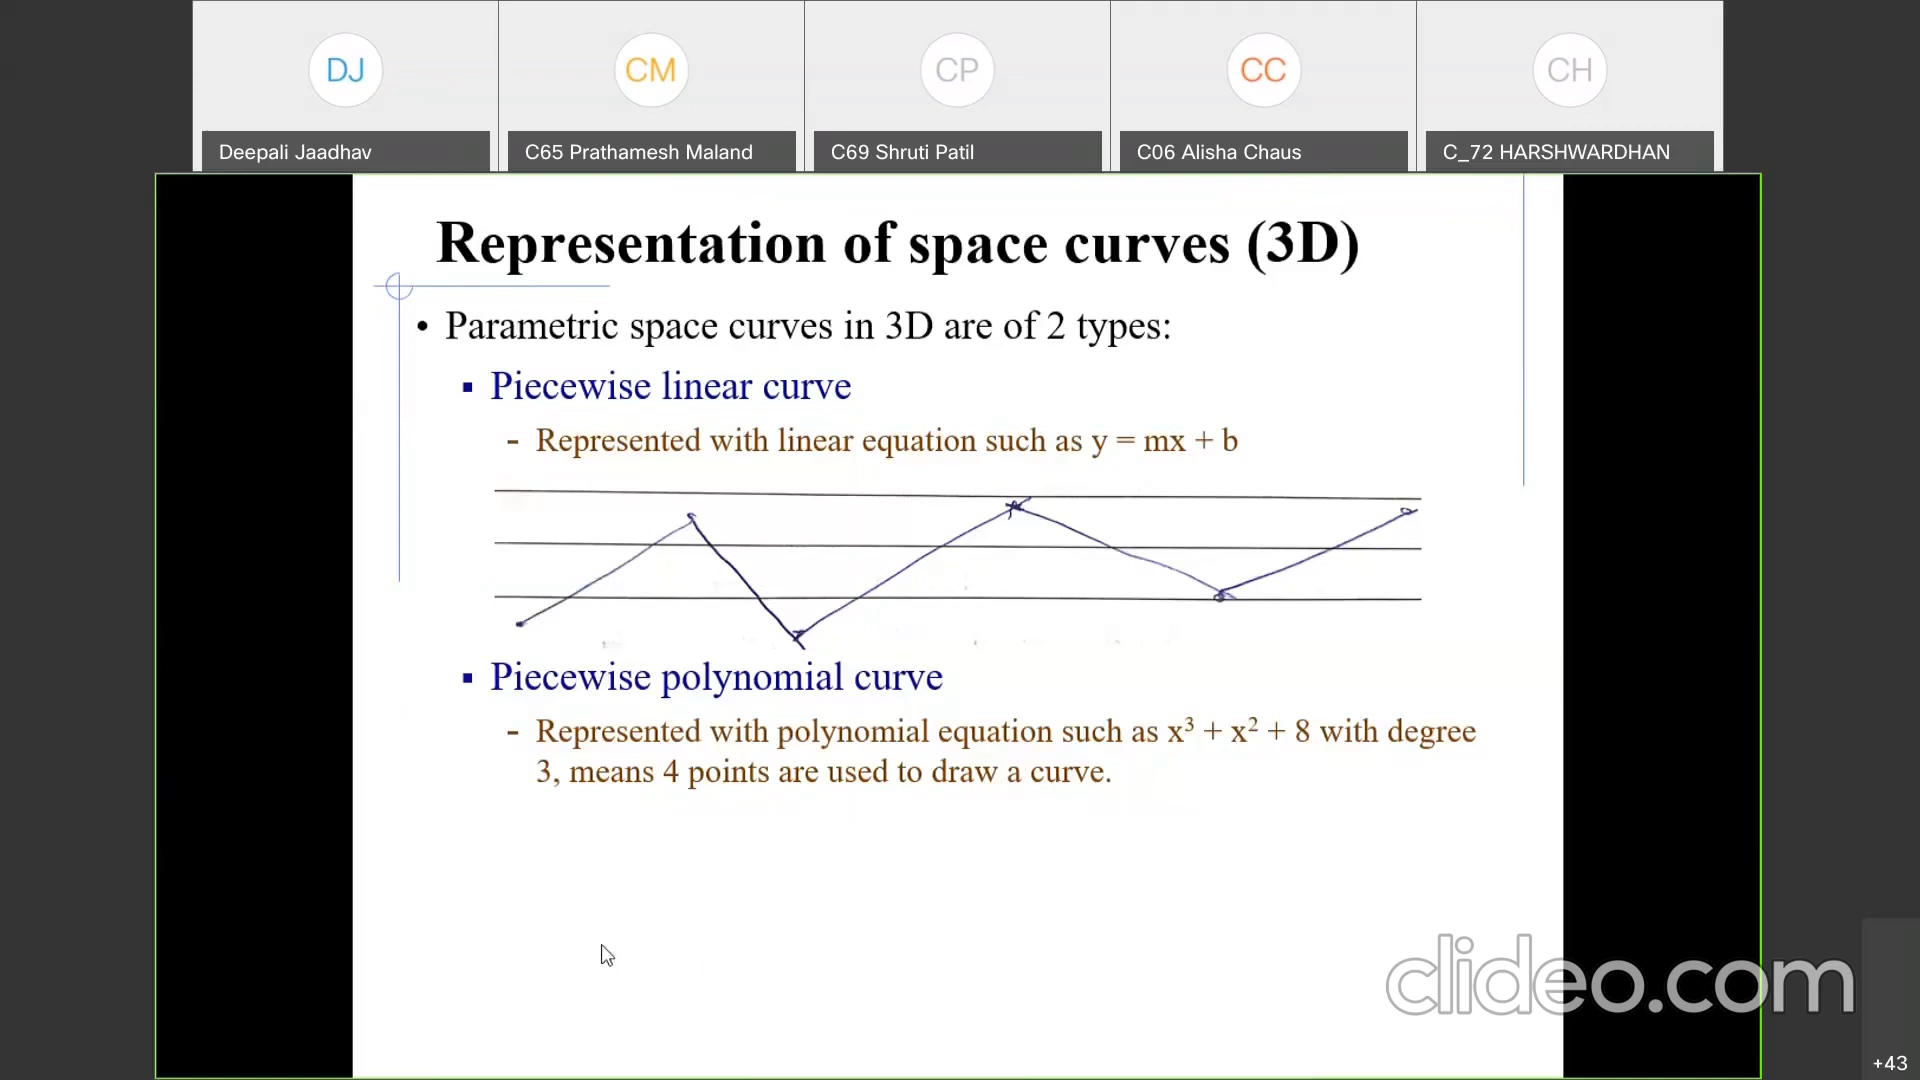 DJ
CM
CP
CC
CH
Deepali Jaadhav
C65 Prathamesh Maland
C69 Shruti Patil
C06 Alisha Chaus
C_72 HARSHWARDHAN
Representation of space curves (3D)
• Parametric space curves in 3D are of 2 types:
▪ Piecewise linear curve
- Represented with linear equation such as y = mx + b
▪ Piecewise polynomial curve
- Represented with polynomial equation such as x³ + x² + 8 with degree
3, means 4 points are used to draw a curve.
clideo.com
+43